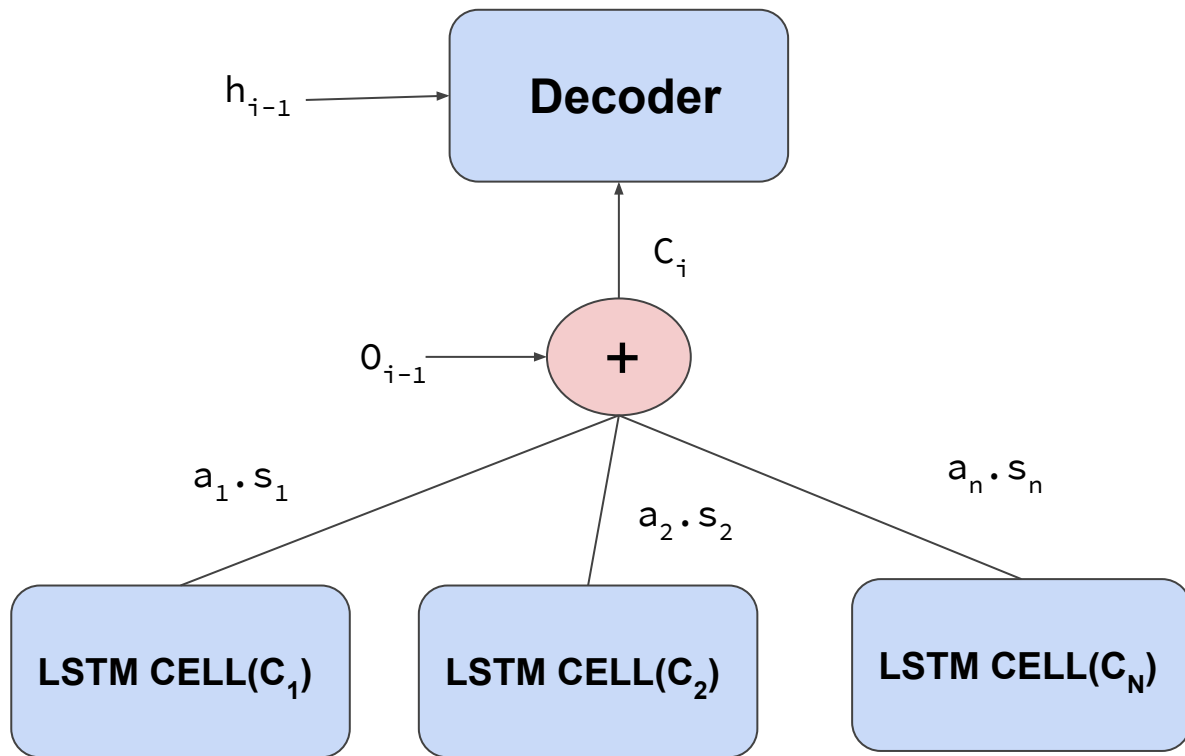 Decoder
h_{i-1}
C_i
O_{i-1}
+
a_1.s_1
a_2.s_2
a_n.s_n
LSTM CELL(C_1)
LSTM CELL(C_2)
LSTM CELL(C_N)